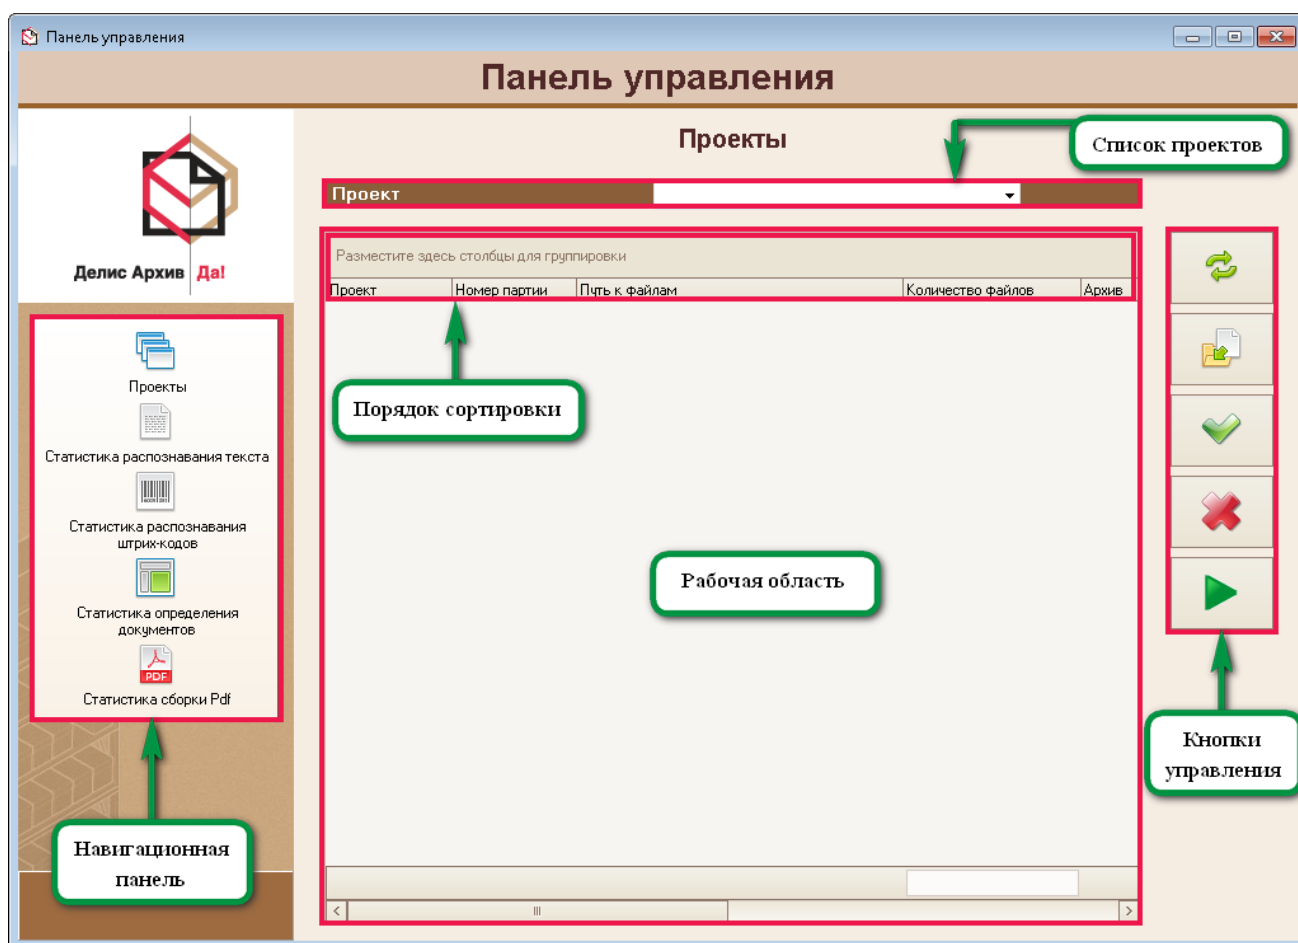 Панель управления
Панель управления
Проекты
Список проектов
Проект
Делис Архив Да!
Разместите здесь столбцы для группировки
Проект Номер партии Путь к файлам Количество файлов Архив
Порядок сортировки
Проекты
Статистика распознавания текста
Статистика распознавания
штрих-кодов
Статистика определения
документов
PDF
Статистика сборки Pdf
Рабочая область
Кнопки
управления
Навигационная
панель